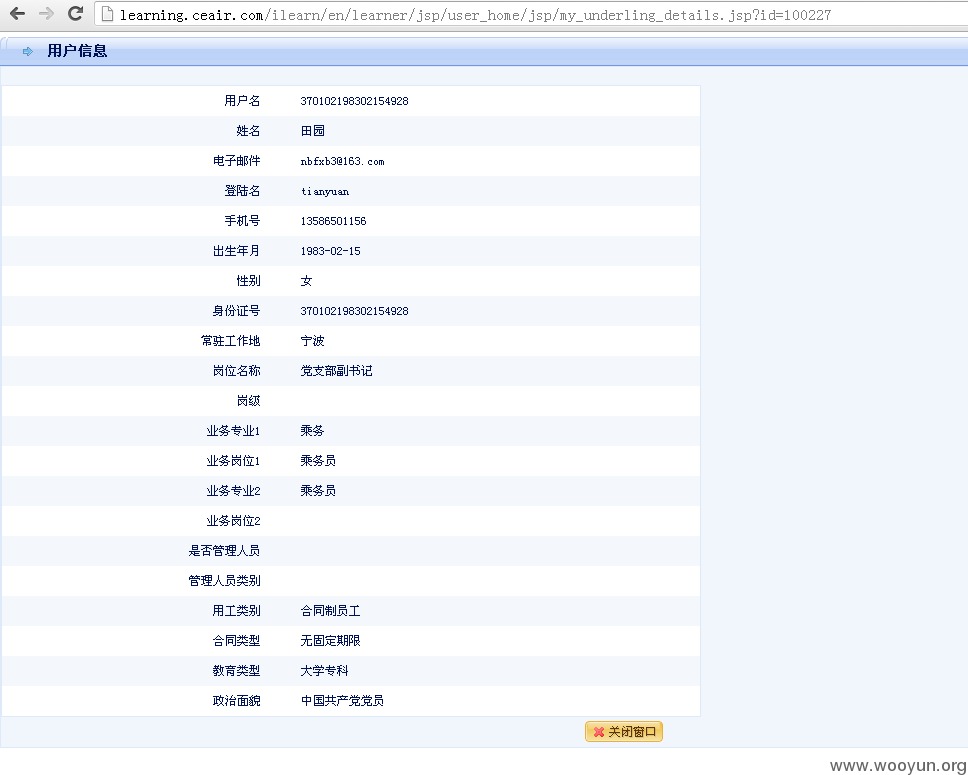 learning.ceair.com/ilearn/en/learner/jsp/user_home/jsp/my_underling_details.jsp?id=100227
用户信息
用户名 370102198302154928
姓名 田园
电子邮件 nbfxb3@163.com
登陆名 tianyuan
手机号 13586501156
出生年月 1983-02-15
性别 女
身份证号 370102198302154928
常驻工作地 宁波
岗位名称 党支部副书记
岗级
业务专业1 乘务
业务岗位1 乘务员
业务专业2 乘务员
业务岗位2
是否管理人员
管理人员类别
用工类别 合同制员工
合同类型 无固定期限
教育类型 大学专科
政治面貌 中国共产党党员
关闭窗口
www.wooyun.org